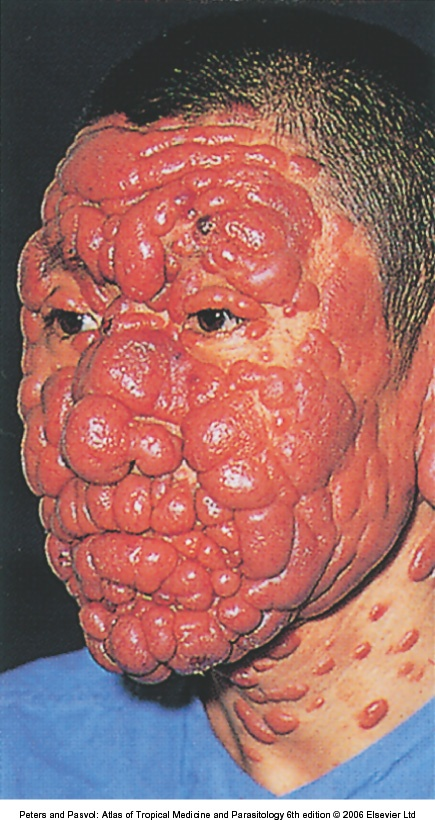 Peters and Pasvol: Atlas of Tropical Medicine and Parasitology 6th edition © 2006 Elsevier Ltd